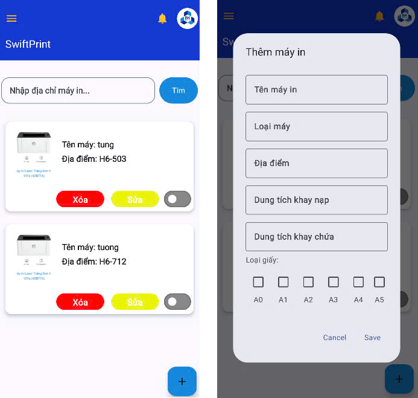 SwiftPrint
Nhập địa chỉ máy in...
Tìm
Tên máy: tung
Địa điểm: H6-503
Xóa
Sửa
Tên máy: tuong
Địa điểm: H6-712
Xóa
Sửa
+
Thêm máy in
Tên máy in
Loại máy
Địa điểm
Dung tích khay nạp
Dung tích khay chứa
Loại giấy:
A0 A1 A2 A3 A4 A5
Cancel Save
+